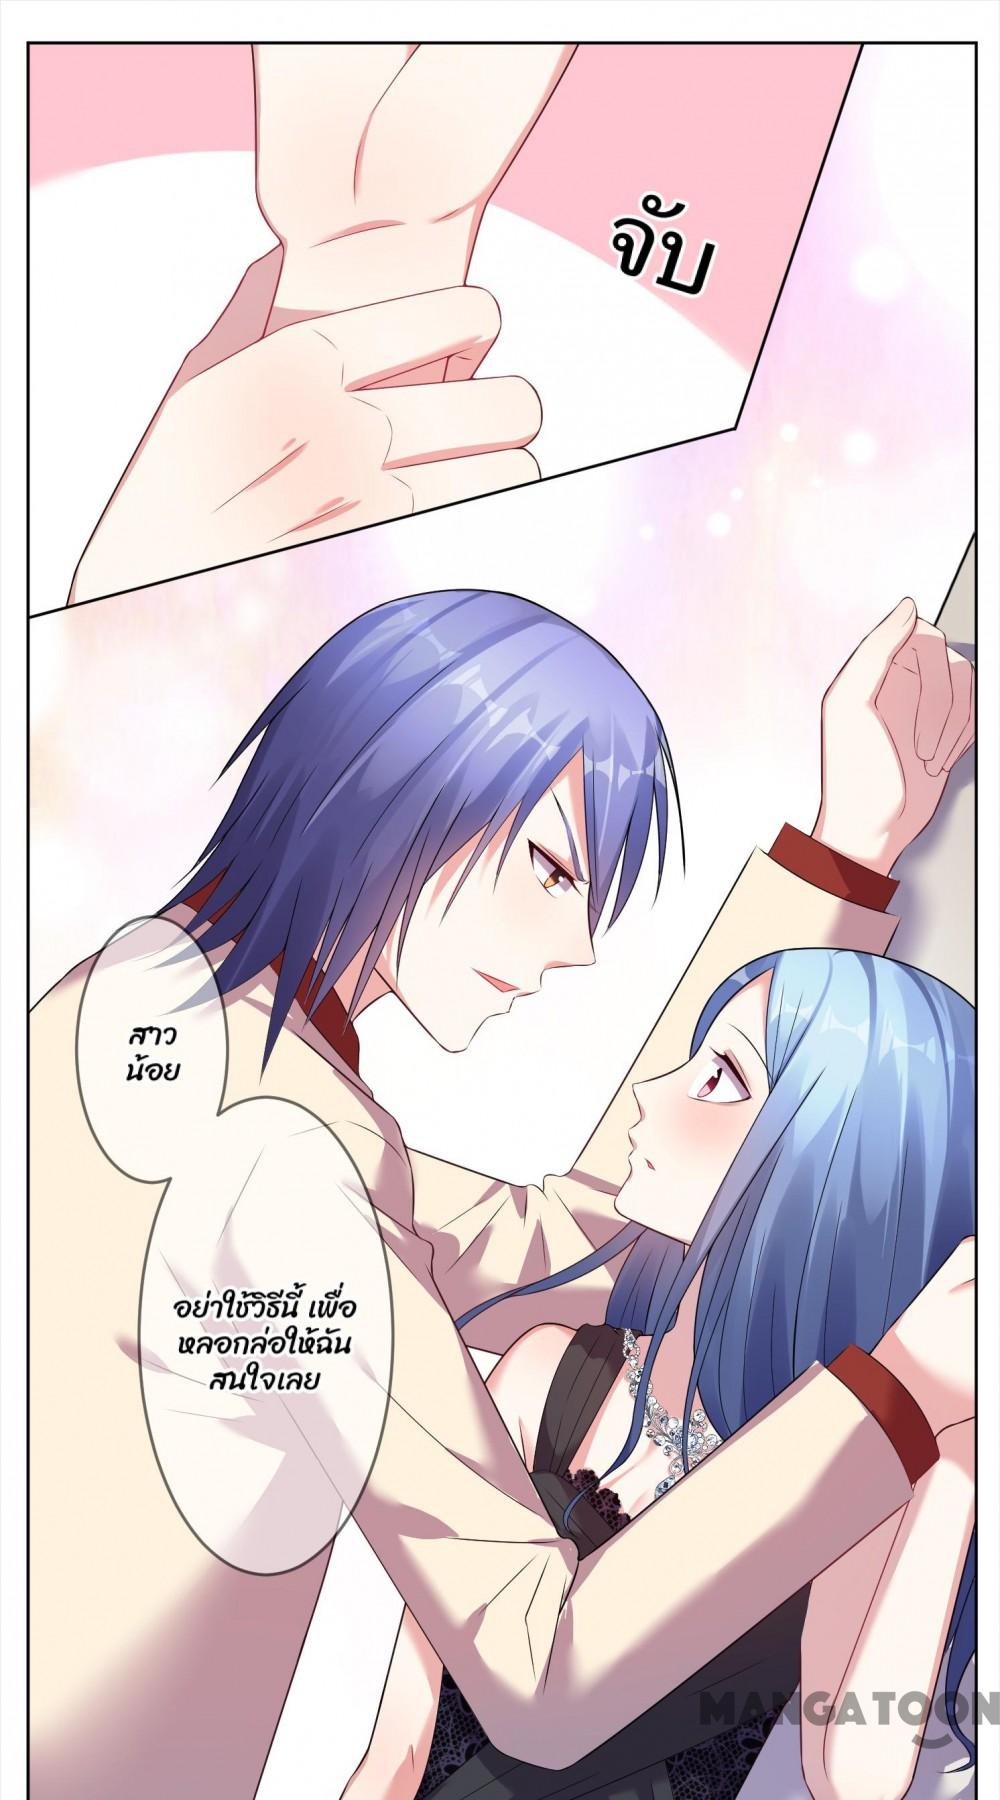 จับ
สาว
น้อย
อย่าใช้วิธีนี้ เพื่อ
หลอกล่อให้ฉัน
สนใจเลย
MANGATOON